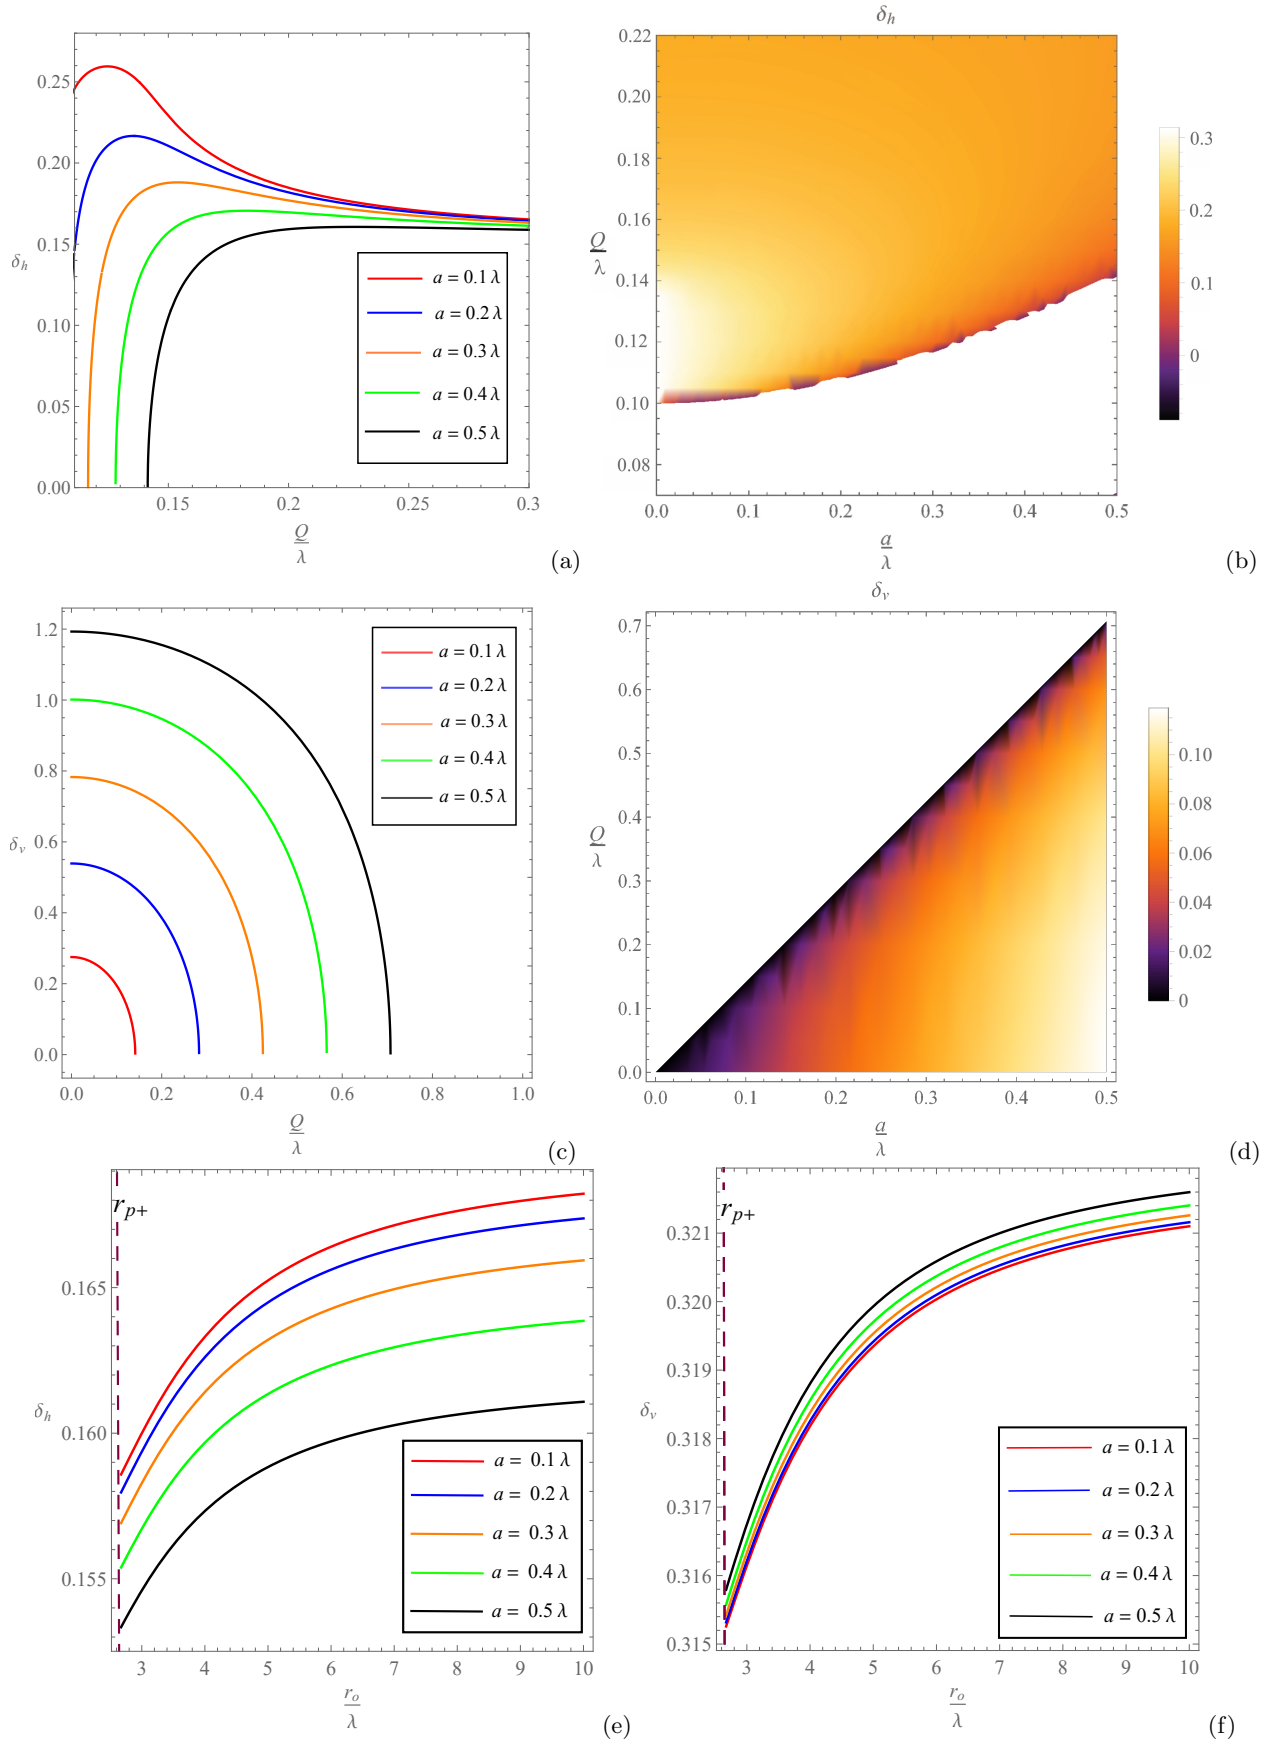 δh
0.25
0.20
0.15
0.10
0.05
0.00
0.15
0.20
0.25
0.3
Q
λ
a = 0.1 λ
a = 0.2 λ
a = 0.3 λ
a = 0.4 λ
a = 0.5 λ
(a)
δh
0.22
0.20
0.18
0.16
0.14
0.12
0.10
0.08
Q
λ
0.0
0.1
0.2
0.3
0.4
0.5
a
λ
0.3
0.2
0.1
0
(b)
δv
1.2
1.0
0.8
0.6
0.4
0.2
0.0
0.0
0.2
0.4
0.6
0.8
1.0
Q
λ
a = 0.1 λ
a = 0.2 λ
a = 0.3 λ
a = 0.4 λ
a = 0.5 λ
(c)
δv
0.7
0.6
0.5
0.4
0.3
0.2
0.1
0.0
Q
λ
0.0
0.1
0.2
0.3
0.4
0.5
a
λ
0.10
0.08
0.06
0.04
0.02
0
(d)
rp+
0.165
0.160
0.155
δh
3
4
5
6
7
8
9
10
ro
λ
a = 0.1 λ
a = 0.2 λ
a = 0.3 λ
a = 0.4 λ
a = 0.5 λ
(e)
rp+
0.321
0.320
0.319
0.318
0.317
0.316
0.315
δv
3
4
5
6
7
8
9
10
ro
λ
a = 0.1 λ
a = 0.2 λ
a = 0.3 λ
a = 0.4 λ
a = 0.5 λ
(f)